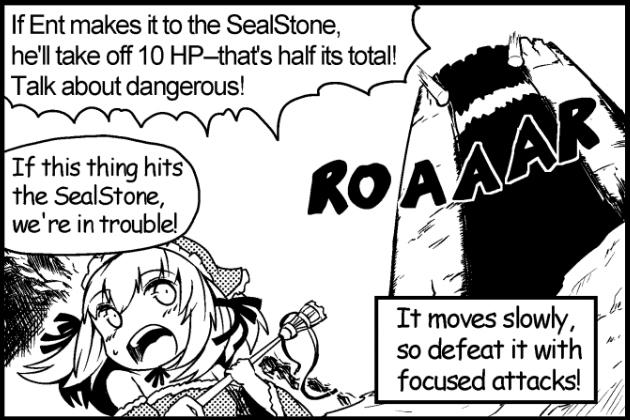 If Ent makes it to the SealStone,
he'll take off 10 HP–that's half its total!
Talk about dangerous!
If this thing hits
the SealStone,
we're in trouble!
ROAAAAR
It moves slowly,
so defeat it with
focused attacks!